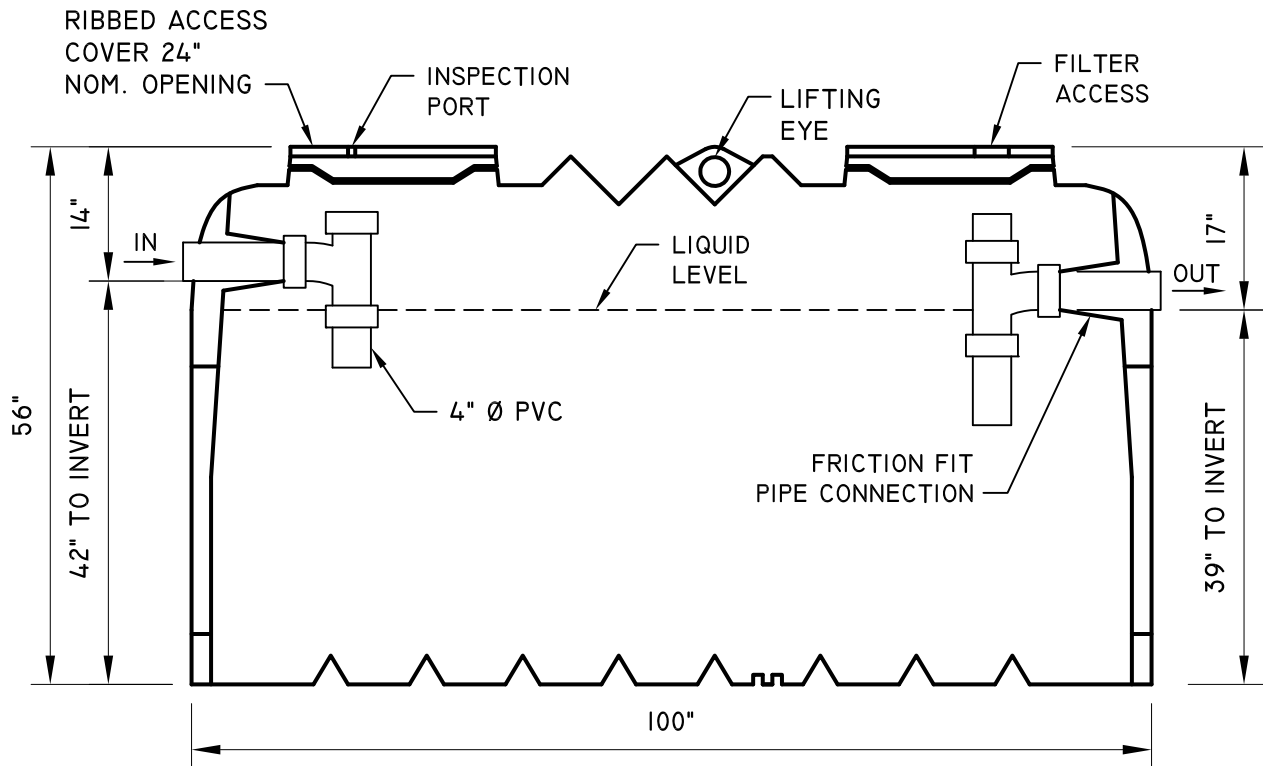 RIBBED ACCESS
COVER 24"
NOM. OPENING
INSPECTION
PORT
LIFTING
EYE
FILTER
ACCESS
14"
IN
LIQUID
LEVEL
17"
OUT
56"
42" TO INVERT
4" Ø PVC
FRICTION FIT
PIPE CONNECTION
39" TO INVERT
100"